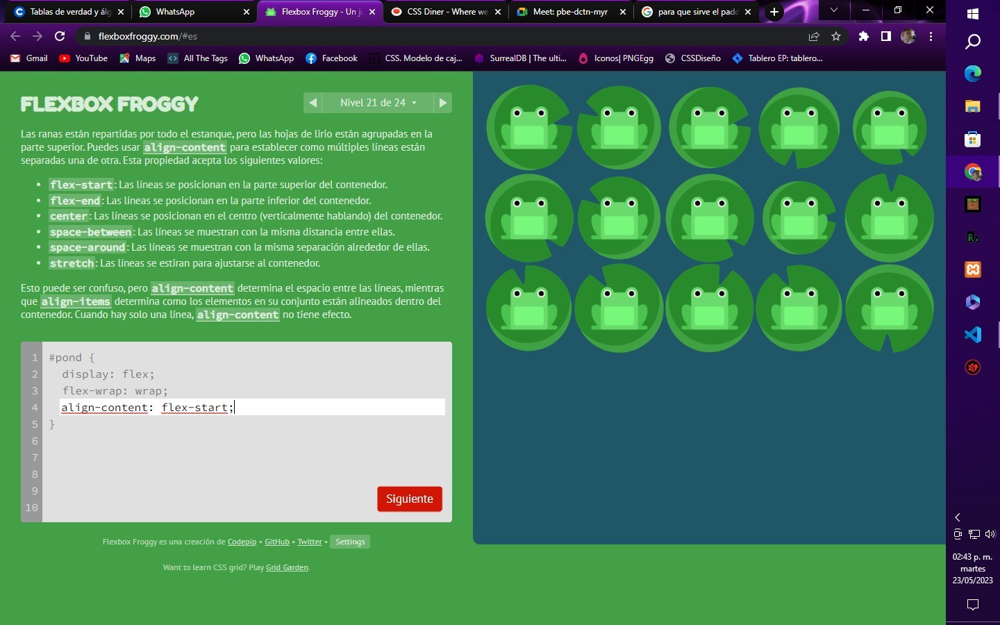 Tablas de verdad y álg
WhatsApp
Flexbox Froggy - Un ju
CSS Diner - Where we
Meet: pbe-dctn-myr
para que sirve el padd
flexboxfroggy.com/#es
Gmail
YouTube
Maps
All The Tags
WhatsApp
Facebook
CSS. Modelo de caj...
SurrealDB | The ulti...
Iconos| PNGEgg
CSSDiseño
Tablero EP: tablero...
FLEXBOX FROGGY
Nivel 21 de 24
Las ranas están repartidas por todo el estanque, pero las hojas de lirio están agrupadas en la
parte superior. Puedes usar align-content para establecer como múltiples líneas están
separadas una de otra. Esta propiedad acepta los siguientes valores:
• flex-start: Las líneas se posicionan en la parte superior del contenedor.
• flex-end: Las líneas se posicionan en la parte inferior del contenedor.
• center: Las líneas se posicionan en el centro (verticalmente hablando) del contenedor.
• space-between: Las líneas se muestran con la misma distancia entre ellas.
• space-around: Las líneas se muestran con la misma separación alrededor de ellas.
• stretch: Las líneas se estiran para ajustarse al contenedor.
Esto puede ser confuso, pero align-content determina el espacio entre las líneas, mientras
que align-items determina como los elementos en su conjunto están alineados dentro del
contenedor. Cuando hay solo una línea, align-content no tiene efecto.
1 #pond {
2 display: flex;
3 flex-wrap: wrap;
4 align-content: flex-start;
5 }
6
7
8
9
10
Siguiente
Flexbox Froggy es una creación de Codepip • GitHub • Twitter • Settings
Want to learn CSS grid? Play Grid Garden.
02:43 p. m.
martes
23/05/2023